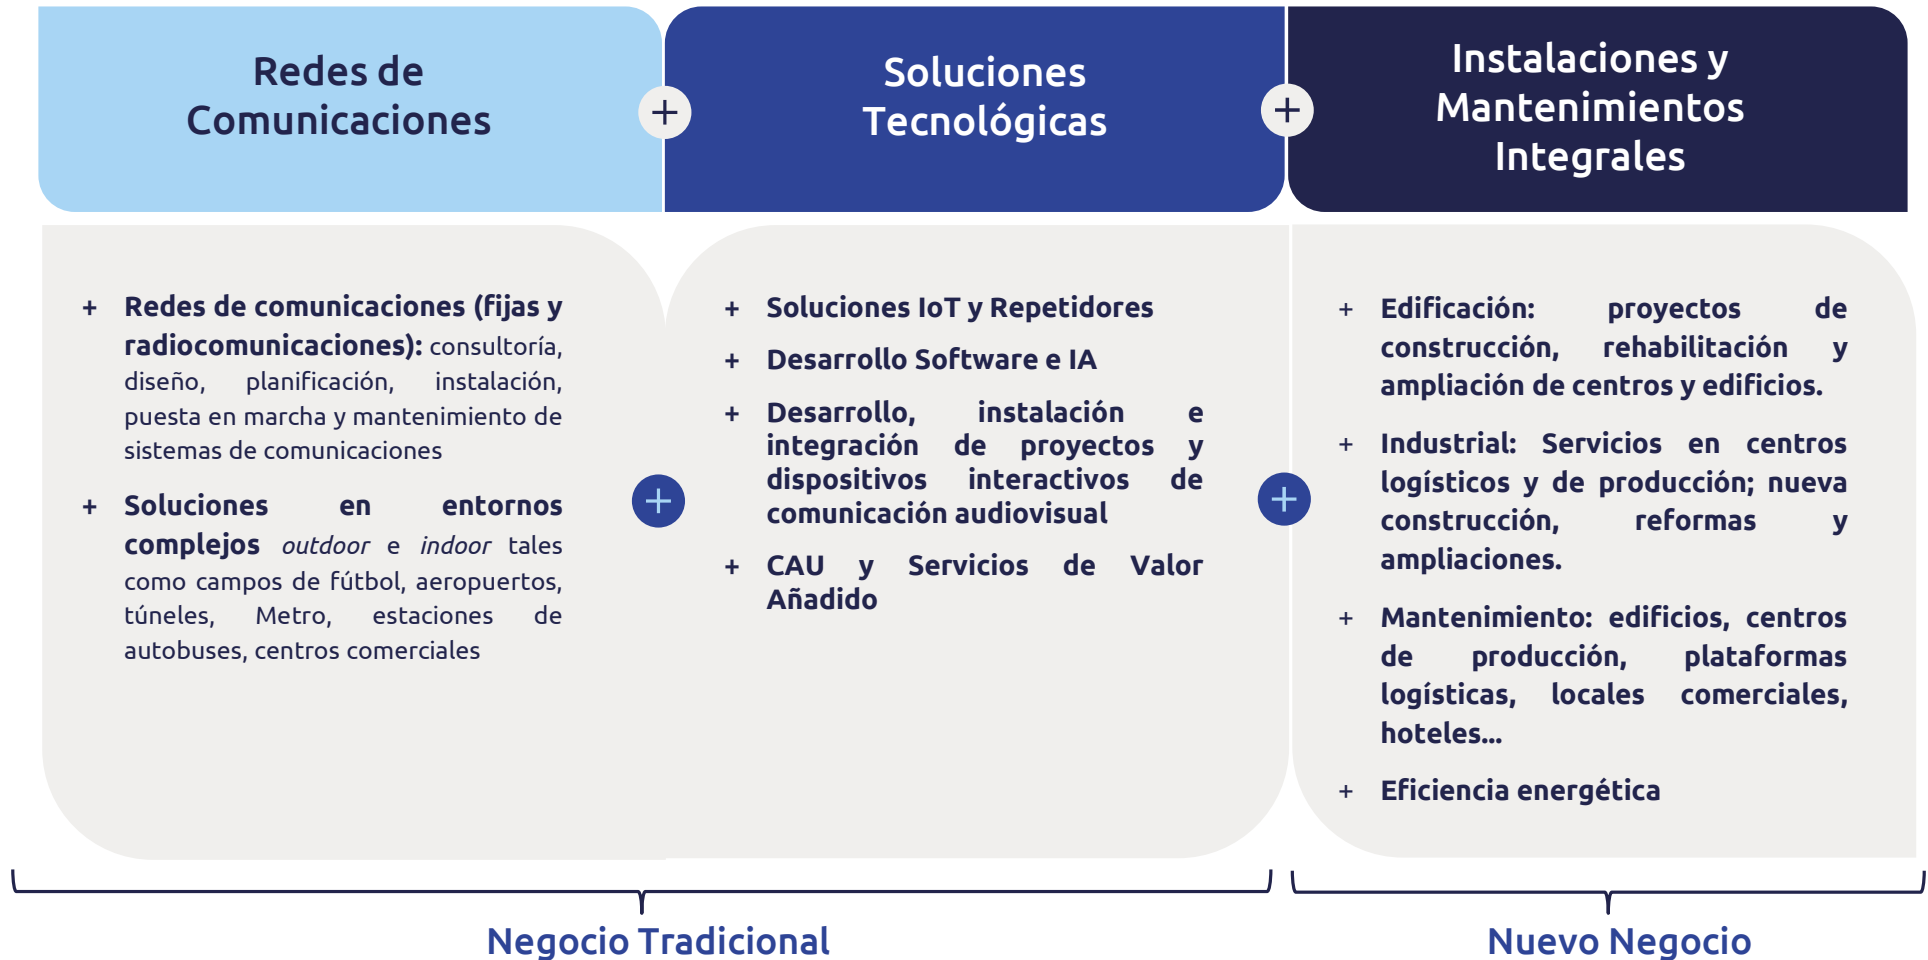 Redes de
Comunicaciones
+
Soluciones
Tecnológicas
+
Instalaciones y
Mantenimientos
Integrales
+ Redes de comunicaciones (fijas y
radiocomunicaciones): consultoría,
diseño, planificación, instalación,
puesta en marcha y mantenimiento de
sistemas de comunicaciones
+ Soluciones en entornos
complejos outdoor e indoor tales
como campos de fútbol, aeropuertos,
túneles, Metro, estaciones de
autobuses, centros comerciales
+
+ Soluciones IoT y Repetidores
+ Desarrollo Software e IA
+ Desarrollo, instalación e
integración de proyectos y
dispositivos interactivos de
comunicación audiovisual
+ CAU y Servicios de Valor
Añadido
+
+ Edificación: proyectos de
construcción, rehabilitación y
ampliación de centros y edificios.
+ Industrial: Servicios en centros
logísticos y de producción; nueva
construcción, reformas y
ampliaciones.
+ Mantenimiento: edificios, centros
de producción, plataformas
logísticas, locales comerciales,
hoteles...
+ Eficiencia energética
Negocio Tradicional
Nuevo Negocio